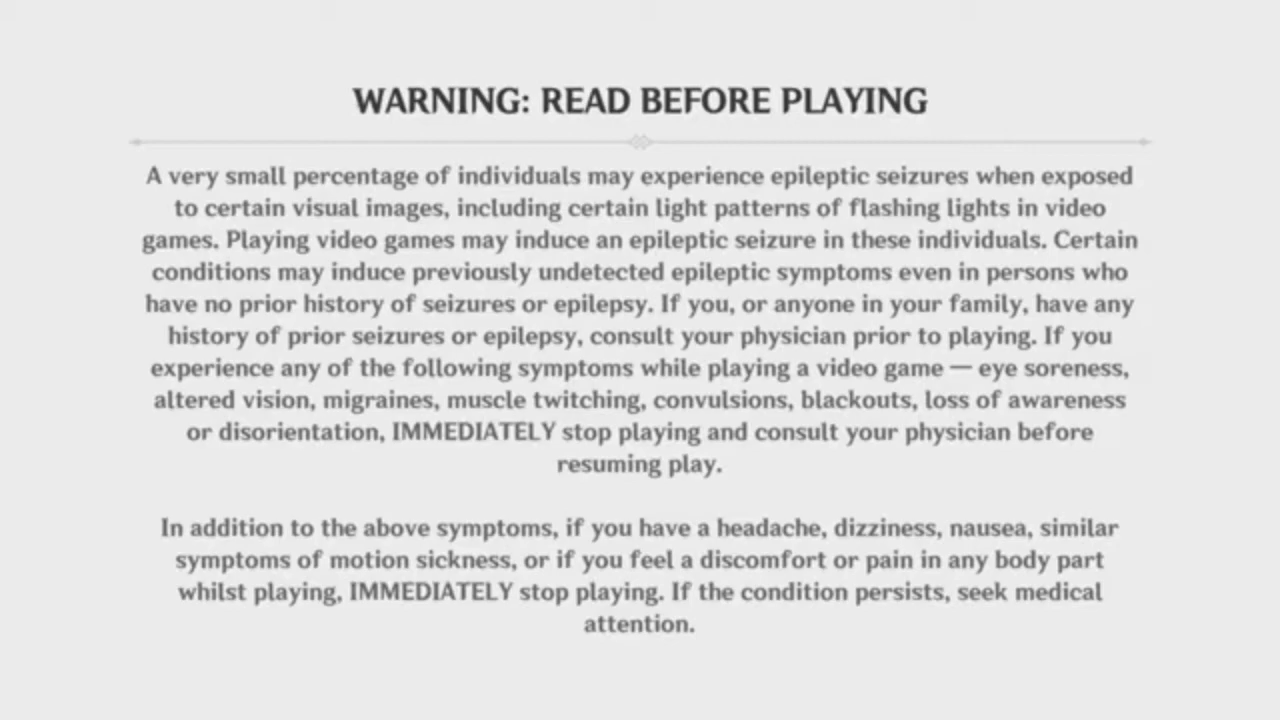 WARNING: READ BEFORE PLAYING
A very small percentage of individuals may experience epileptic seizures when exposed
to certain visual images, including certain light patterns of flashing lights in video
games. Playing video games may induce an epileptic seizure in these individuals. Certain
conditions may induce previously undetected epileptic symptoms even in persons who
have no prior history of seizures or epilepsy. If you, or anyone in your family, have any
history of prior seizures or epilepsy, consult your physician prior to playing. If you
experience any of the following symptoms while playing a video game — eye soreness,
altered vision, migraines, muscle twitching, convulsions, blackouts, loss of awareness
or disorientation, IMMEDIATELY stop playing and consult your physician before
resuming play.
In addition to the above symptoms, if you have a headache, dizziness, nausea, similar
symptoms of motion sickness, or if you feel a discomfort or pain in any body part
whilst playing, IMMEDIATELY stop playing. If the condition persists, seek medical
attention.